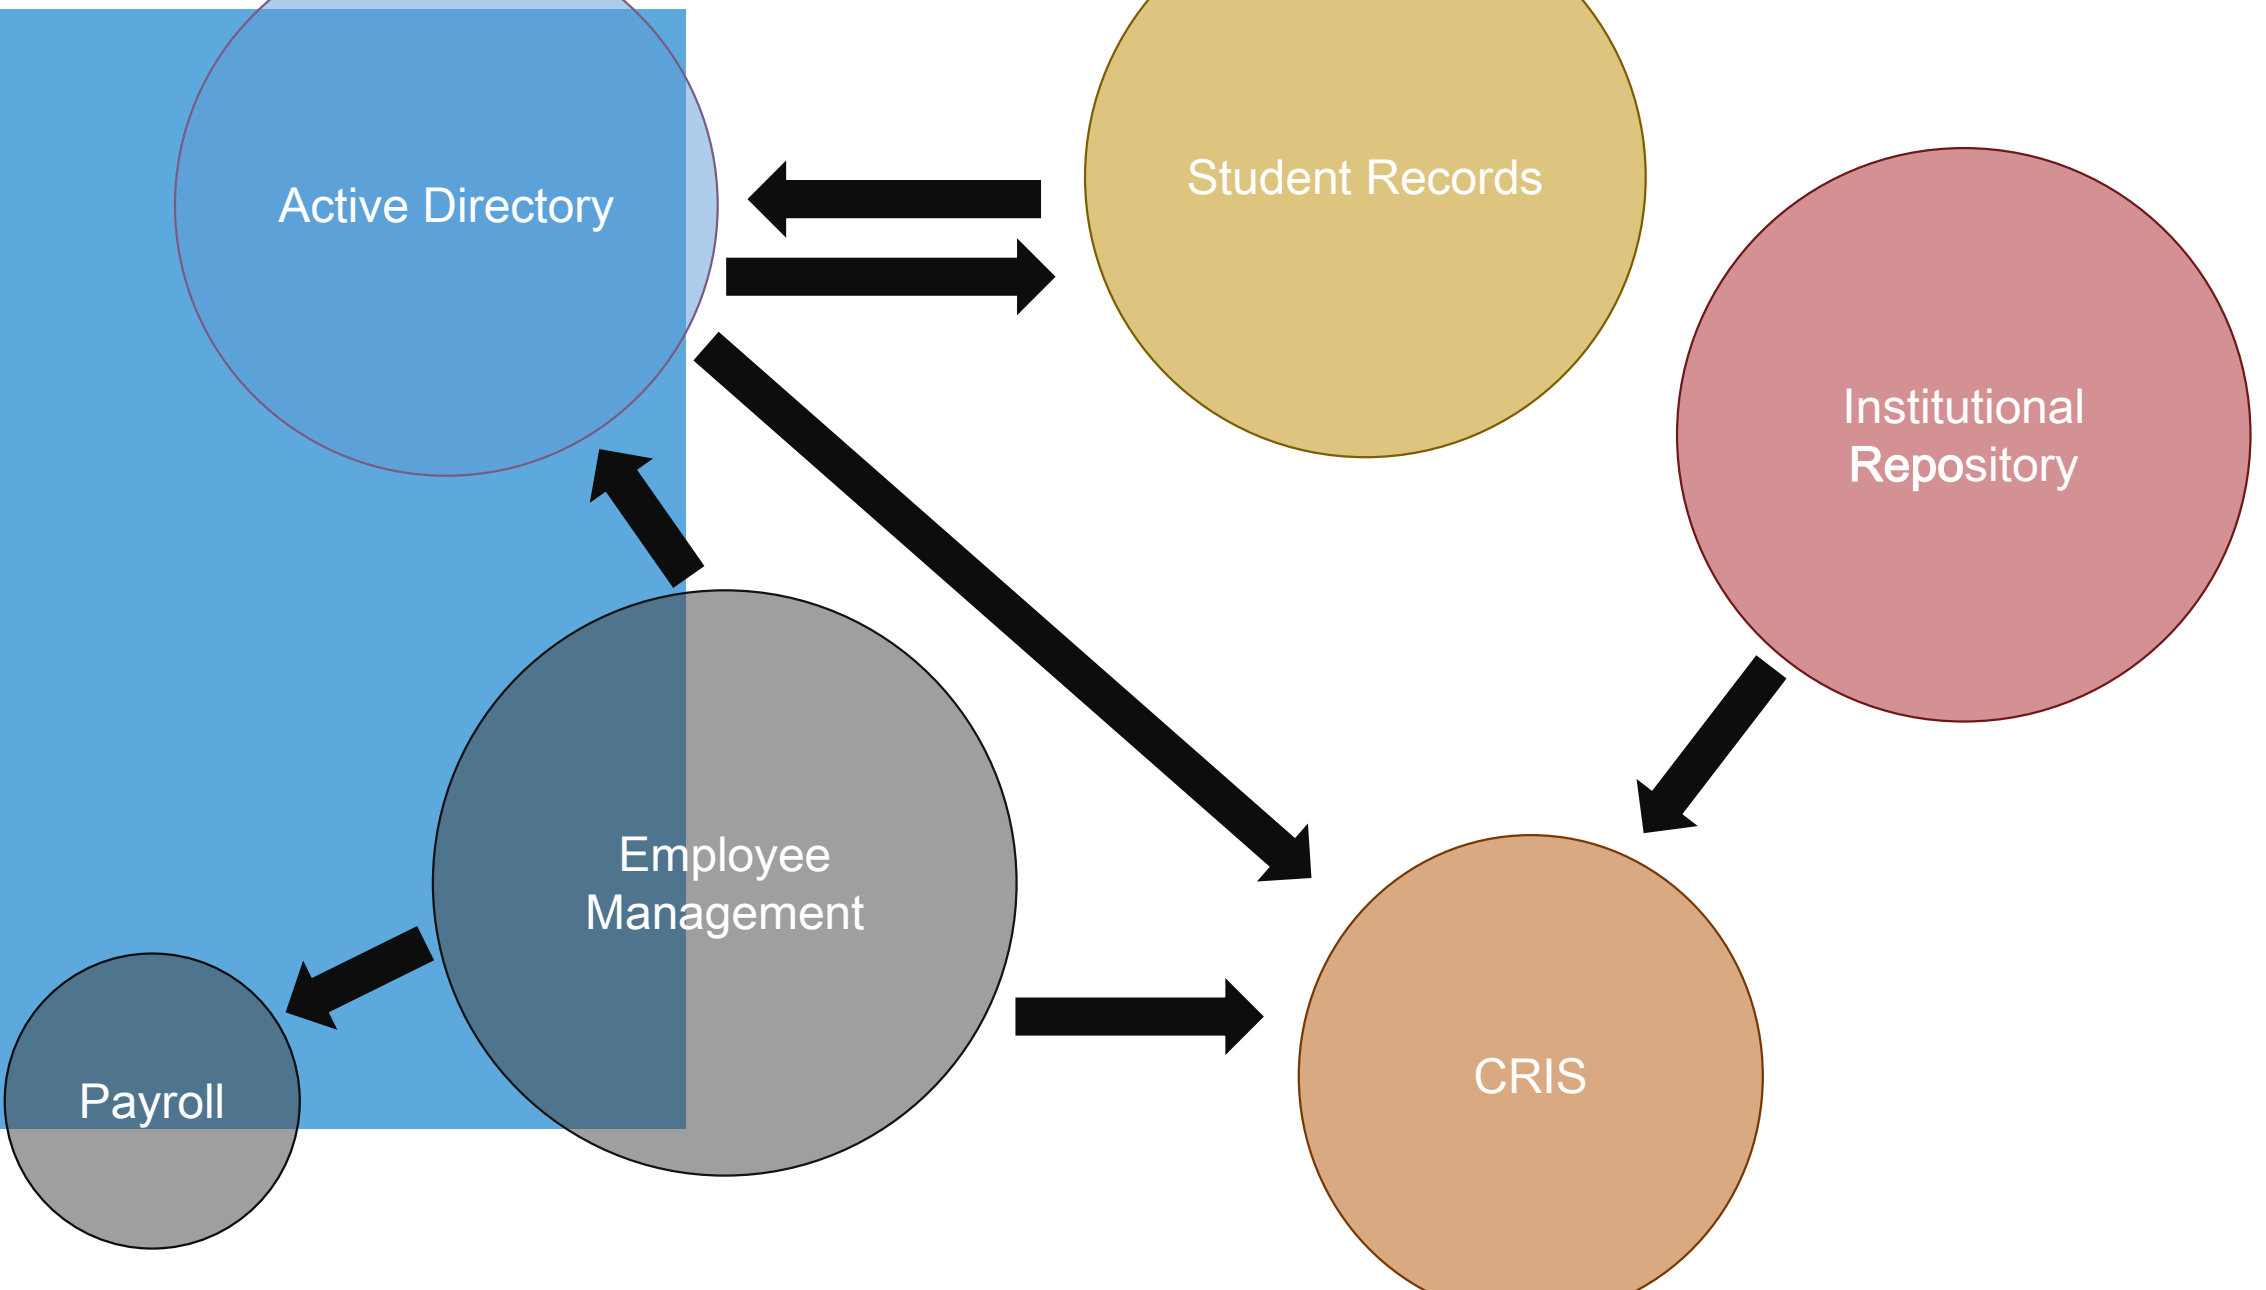 Active Directory
Student Records
Institutional
Repository
Employee
Management
Payroll
CRIS